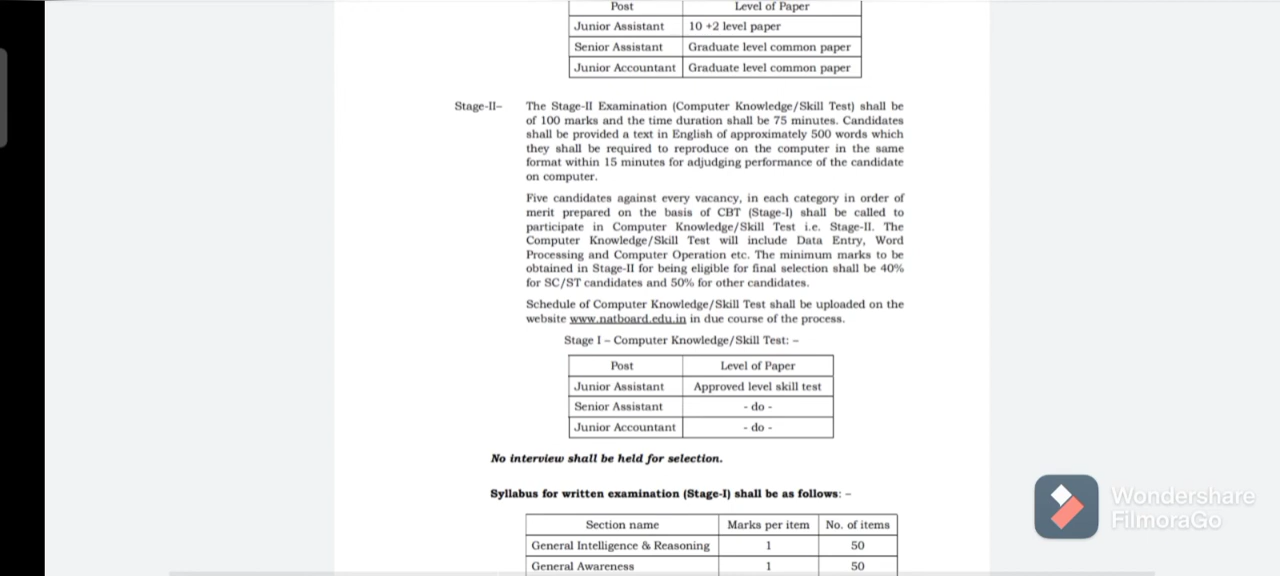 Post Level of Paper
Junior Assistant 10 +2 level paper
Senior Assistant Graduate level common paper
Junior Accountant Graduate level common paper
Stage-II– The Stage-II Examination (Computer Knowledge/Skill Test) shall be
of 100 marks and the time duration shall be 75 minutes. Candidates
shall be provided a text in English of approximately 500 words which
they shall be required to reproduce on the computer in the same
format within 15 minutes for adjudging performance of the candidate
on computer.
Five candidates against every vacancy, in each category in order of
merit prepared on the basis of CBT (Stage-I) shall be called to
participate in Computer Knowledge/Skill Test i.e. Stage-II. The
Computer Knowledge/Skill Test will include Data Entry, Word
Processing and Computer Operation etc. The minimum marks to be
obtained in Stage-II for being eligible for final selection shall be 40%
for SC/ST candidates and 50% for other candidates.
Schedule of Computer Knowledge/Skill Test shall be uploaded on the
website www.natboard.edu.in in due course of the process.
Stage I – Computer Knowledge/Skill Test: –
Post Level of Paper
Junior Assistant Approved level skill test
Senior Assistant - do -
Junior Accountant - do -
No interview shall be held for selection.
Syllabus for written examination (Stage-I) shall be as follows: –
Section name Marks per item No. of items
General Intelligence & Reasoning 1 50
General Awareness 1 50
Wondershare
FilmoraGo